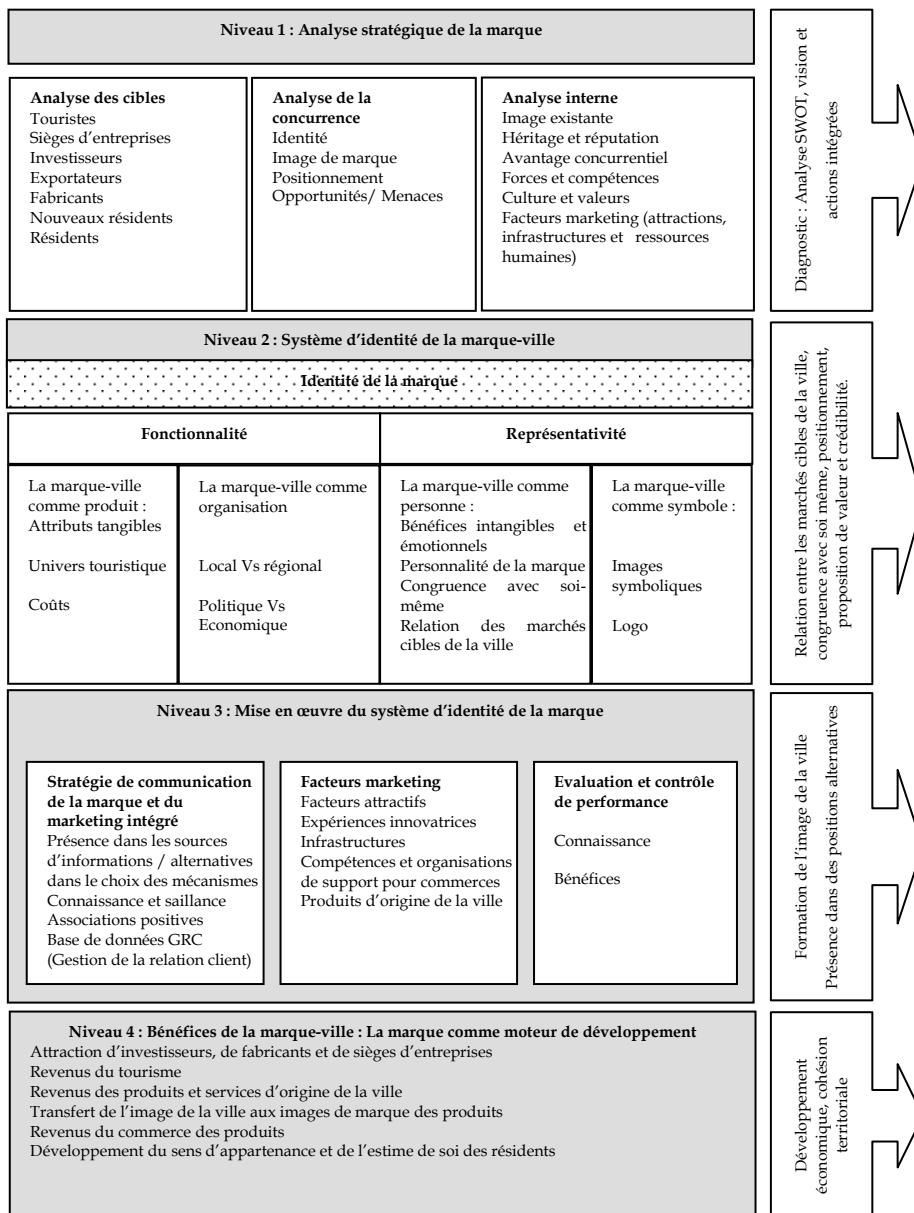 Niveau 1 : Analyse stratégique de la marque
Analyse des cibles
Touristes
Sièges d'entreprises
Investisseurs
Exportateurs
Fabricants
Nouveaux résidents
Résidents
Analyse de la
concurrence
Identité
Image de marque
Positionnement
Opportunités/ Menaces
Analyse interne
Image existante
Héritage et réputation
Avantage concurrentiel
Forces et compétences
Culture et valeurs
Facteurs marketing (attractions,
infrastructures et ressources
humaines)
Diagnostic : Analyse SWOT, vision et
actions intégrées
Niveau 2 : Système d'identité de la marque-ville
Identité de la marque
Fonctionnalité
Représentativité
La marque-ville
comme produit :
Attributs tangibles
Univers touristique
Coûts
La marque-ville comme
organisation
Local Vs régional
Politique Vs
Economique
La marque-ville comme
personne :
Bénéfices intangibles et
émotionnels
Personnalité de la marque
Congruence avec soi-
même
Relation des marchés
cibles de la ville
La marque-ville
comme symbole :
Images
symboliques
Logo
Relation entre les marchés cibles de la ville,
congruence avec soi même, positionnement,
proposition de valeur et crédibilité.
Niveau 3 : Mise en œuvre du système d'identité de la marque
Stratégie de communication
de la marque et du
marketing intégré
Présence dans les sources
d'informations / alternatives
dans le choix des mécanismes
Connaissance et saillance
Associations positives
Base de données GRC
(Gestion de la relation client)
Facteurs marketing
Facteurs attractifs
Expériences innovatrices
Infrastructures
Compétences et organisations
de support pour commerces
Produits d'origine de la ville
Evaluation et contrôle
de performance
Connaissance
Bénéfices
Formation de l'image de la ville
Présence dans des positions alternatives
Niveau 4 : Bénéfices de la marque-ville : La marque comme moteur de développement
Attraction d'investisseurs, de fabricants et de sièges d'entreprises
Revenus du tourisme
Revenus des produits et services d'origine de la ville
Transfert de l'image de la ville aux images de marque des produits
Revenus du commerce des produits
Développement du sens d'appartenance et de l'estime de soi des résidents
Développement
économique, cohésion
territoriale